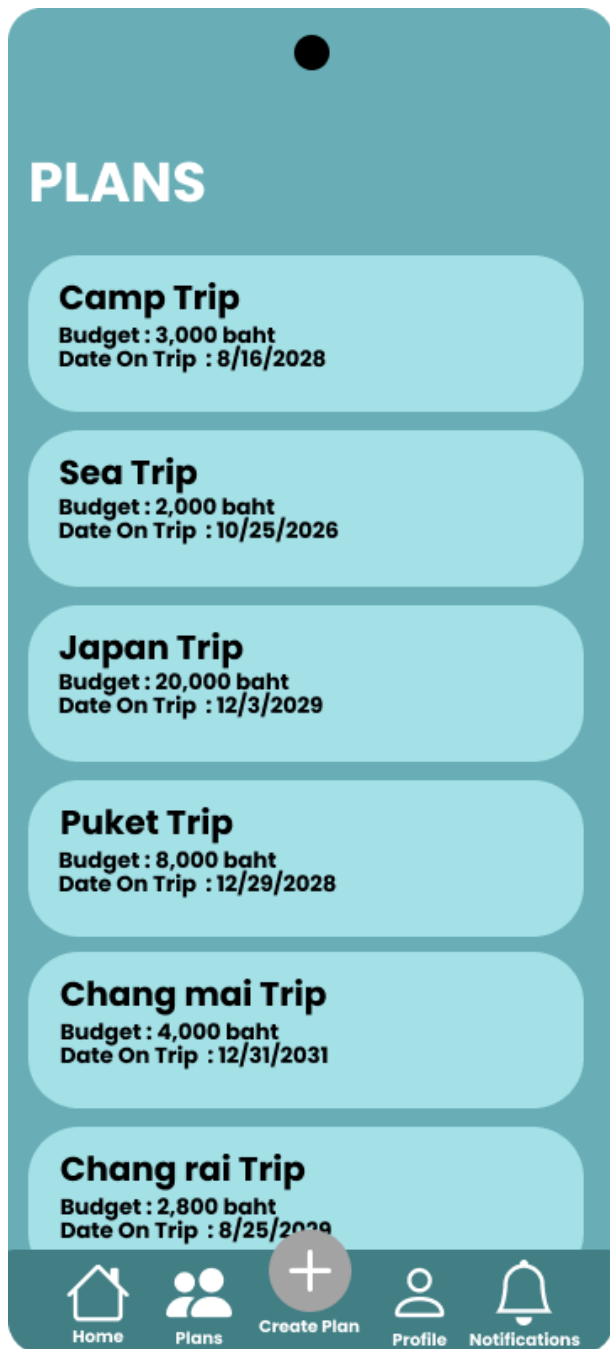 PLANS
Camp Trip
Budget : 3,000 baht
Date On Trip : 8/16/2028
Sea Trip
Budget : 2,000 baht
Date On Trip : 10/25/2026
Japan Trip
Budget : 20,000 baht
Date On Trip : 12/3/2029
Puket Trip
Budget : 8,000 baht
Date On Trip : 12/29/2028
Chang mai Trip
Budget : 4,000 baht
Date On Trip : 12/31/2031
Chang rai Trip
Budget : 2,800 baht
Date On Trip : 8/25/2029
Home
Plans
Create Plan
Profile
Notifications